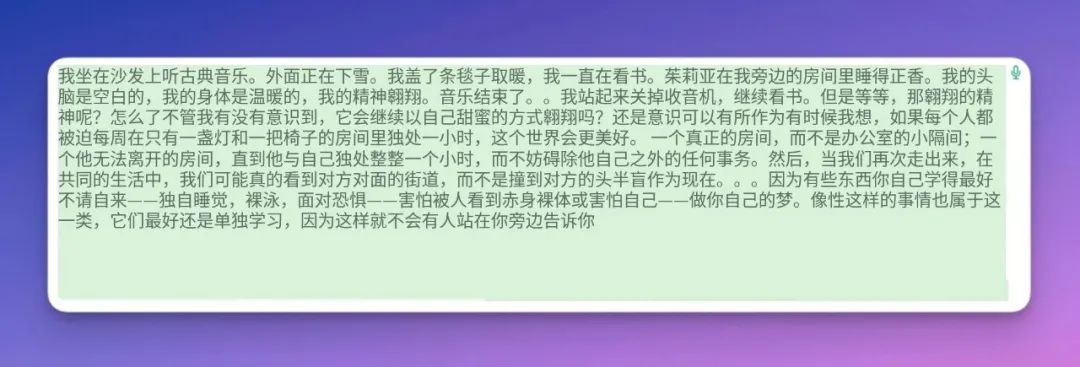 我坐在沙发上听古典音乐。外面正在下雪。我盖了条毯子取暖，我一直在看书。茱莉亚在我旁边的房间里睡得正香。我的头
脑是空白的，我的身体是温暖的，我的精神翱翔。音乐结束了。。我站起来关掉收音机，继续看书。但是等等，那翱翔的精
神呢？怎么了不管我有没有意识到，它会继续以自己甜蜜的方式翱翔吗？还是意识可以有所作为有时候我想，如果每个人都
被迫每周在只有一盏灯和一把椅子的房间里独处一小时，这个世界会更美好。 一个真正的房间，而不是办公室的小隔间；一
个他无法离开的房间，直到他与自己独处整整一个小时，而不妨碍除他自己之外的任何事务。然后，当我们再次走出来，在
共同的生活中，我们可能真的看到对方对面的街道，而不是撞到对方的头半盲作为现在。。。因为有些东西你自己学得最好
不请自来——独自睡觉，裸泳，面对恐惧——害怕被人看到赤身裸体或害怕自己——做你自己的梦。像性这样的事情也属于这
一类，它们最好还是单独学习，因为这样就不会有人站在你旁边告诉你